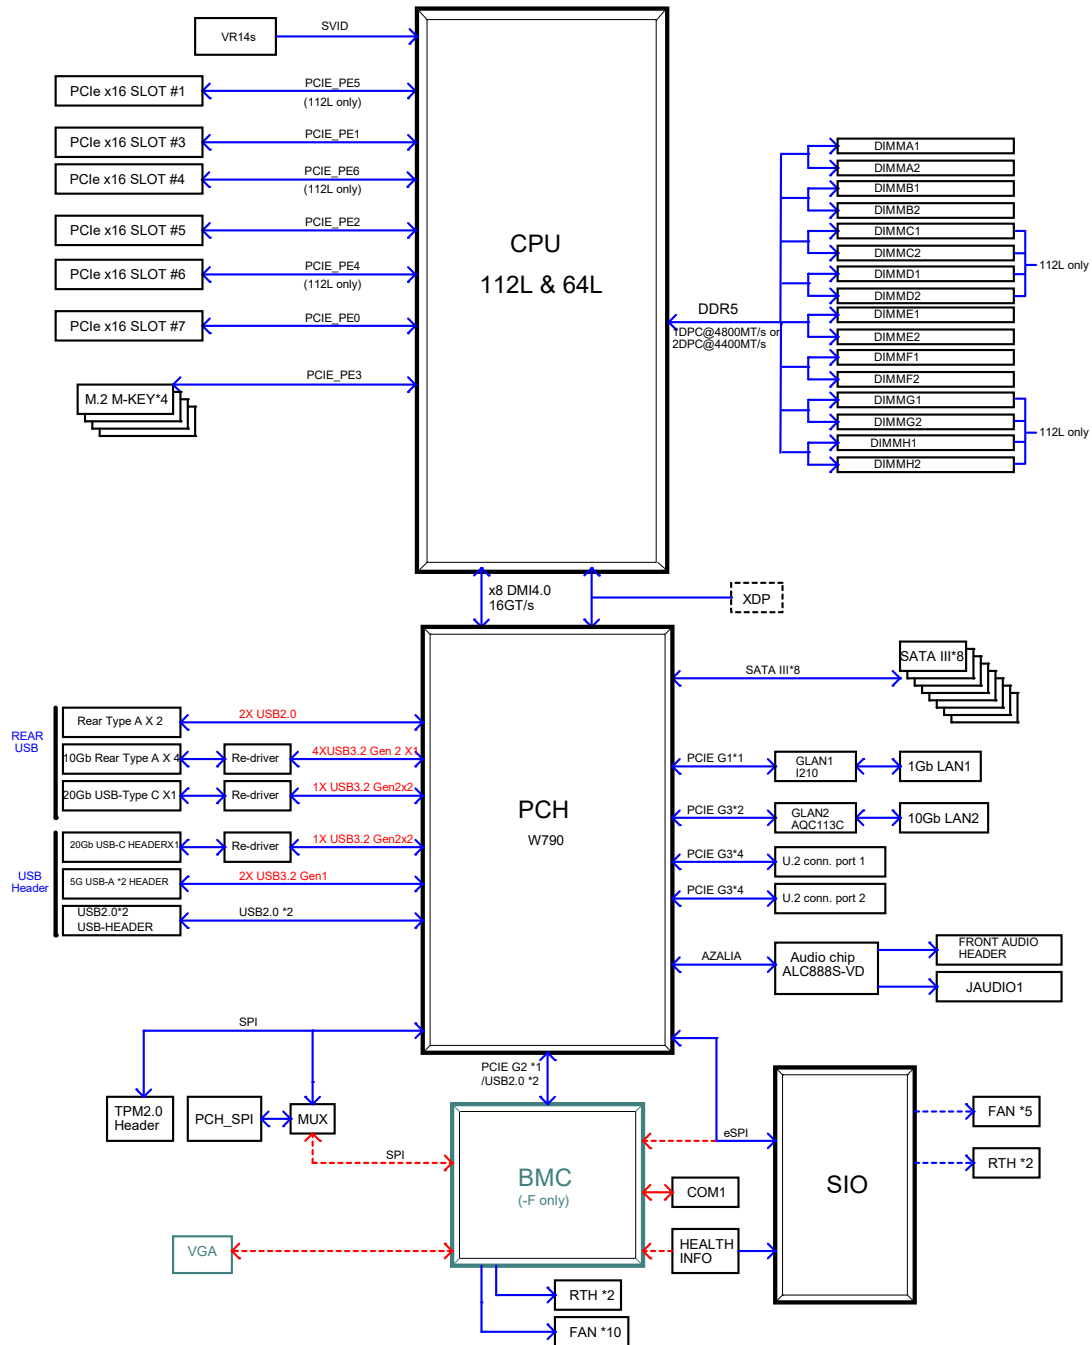 VR14s
SVID
PCIe x16 SLOT #1
PCIE_PE5
(112L only)
PCIe x16 SLOT #3
PCIE_PE1
PCIe x16 SLOT #4
PCIE_PE6
(112L only)
PCIe x16 SLOT #5
PCIE_PE2
PCIe x16 SLOT #6
PCIE_PE4
(112L only)
PCIe x16 SLOT #7
PCIE_PE0
M.2 M-KEY*4
PCIE_PE3
CPU
112L & 64L
DDR5
1DPC@4800MT/s or
2DPC@4400MT/s
DIMMA1
DIMMA2
DIMMB1
DIMMB2
DIMMC1
DIMMC2
DIMMD1
DIMMD2
112L only
DIMME1
DIMME2
DIMMF1
DIMMF2
DIMMG1
DIMMG2
DIMMH1
DIMMH2
112L only
x8 DMI4.0
16GT/s
XDP
PCH
W790
SATA III*8
SATA III*8
REAR
USB
Rear Type A X 2
2X USB2.0
10Gb Rear Type A X 4
Re-driver
4XUSB3.2 Gen 2 X1
20Gb USB-Type C X1
Re-driver
1X USB3.2 Gen2x2
USB
Header
20Gb USB-C HEADERX1
Re-driver
1X USB3.2 Gen2x2
5G USB-A *2 HEADER
2X USB3.2 Gen1
USB2.0*2
USB-HEADER
USB2.0 *2
PCIE G1*1
GLAN1
I210
1Gb LAN1
PCIE G3*2
GLAN2
AQC113C
10Gb LAN2
PCIE G3*4
U.2 conn. port 1
PCIE G3*4
U.2 conn. port 2
AZALIA
Audio chip
ALC888S-VD
FRONT AUDIO
HEADER
JAUDIO1
SPI
TPM2.0
Header
PCH_SPI
MUX
SPI
PCIE G2 *1
/USB2.0 *2
BMC
(-F only)
eSPI
COM1
HEALTH
INFO
VGA
RTH *2
FAN *10
SIO
FAN *5
RTH *2